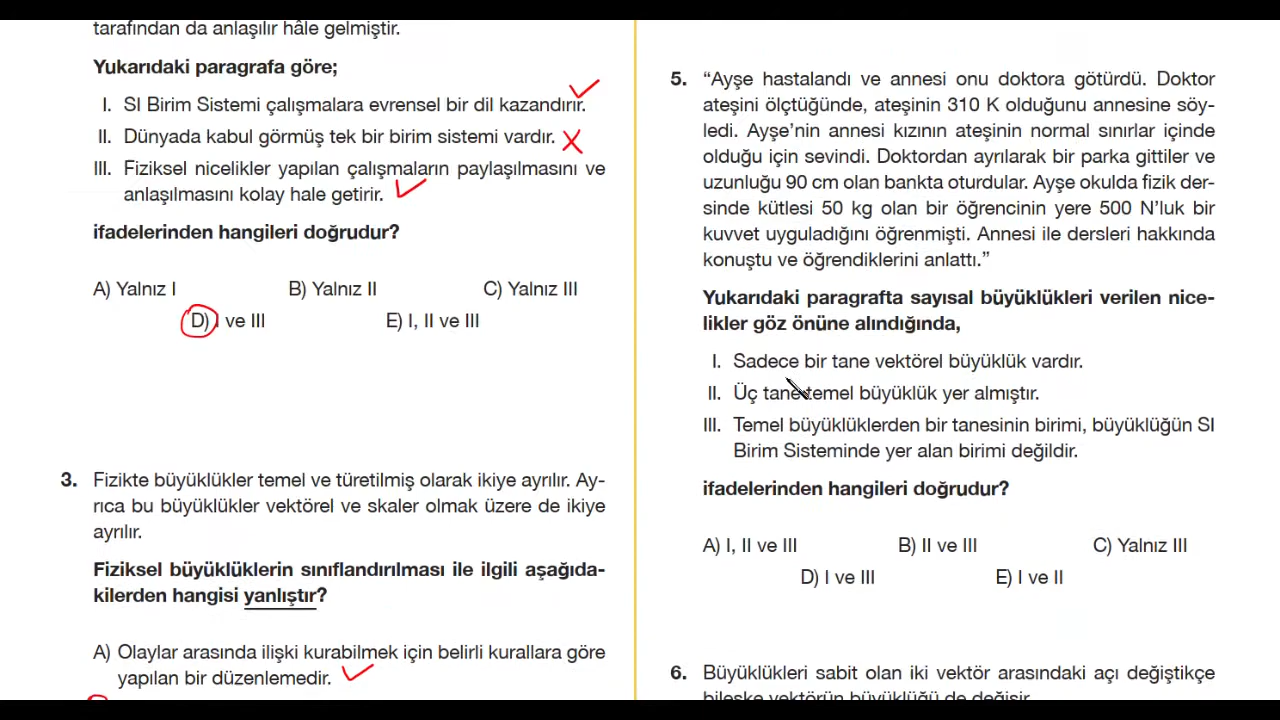 tarafından da anlaşılır hâle gelmiştir.
Yukarıdaki paragrafa göre;
I. SI Birim Sistemi çalışmalara evrensel bir dil kazandırır.
II. Dünyada kabul görmüş tek bir birim sistemi vardır.
III. Fiziksel nicelikler yapılan çalışmaların paylaşılmasını ve
anlaşılmasını kolay hale getirir.
ifadelerinden hangileri doğrudur?
A) Yalnız I B) Yalnız II C) Yalnız III
D) I ve III E) I, II ve III
3. Fizikte büyüklükler temel ve türetilmiş olarak ikiye ayrılır. Ay-
rıca bu büyüklükler vektörel ve skaler olmak üzere de ikiye
ayrılır.
Fiziksel büyüklüklerin sınıflandırılması ile ilgili aşağıda-
kilerden hangisi yanlıştır?
A) Olaylar arasında ilişki kurabilmek için belirli kurallara göre
yapılan bir düzenlemedir.
5. “Ayşe hastalandı ve annesi onu doktora götürdü. Doktor
ateşini ölçtüğünde, ateşinin 310 K olduğunu annesine söy-
ledi. Ayşe’nin annesi kızının ateşinin normal sınırlar içinde
olduğu için sevindi. Doktordan ayrılarak bir parka gittiler ve
uzunluğu 90 cm olan bankta oturdular. Ayşe okulda fizik der-
sinde kütlesi 50 kg olan bir öğrencinin yere 500 N’luk bir
kuvvet uyguladığını öğrenmişti. Annesi ile dersleri hakkında
konuştu ve öğrendiklerini anlattı.”
Yukarıdaki paragrafta sayısal büyüklükleri verilen nice-
likler göz önüne alındığında,
I. Sadece bir tane vektörel büyüklük vardır.
II. Üç tane temel büyüklük yer almıştır.
III. Temel büyüklüklerden bir tanesinin birimi, büyüklüğün SI
Birim Sisteminde yer alan birimi değildir.
ifadelerinden hangileri doğrudur?
A) I, II ve III B) II ve III C) Yalnız III
D) I ve III E) I ve II
6. Büyüklükleri sabit olan iki vektör arasındaki açı değiştikçe
bileşke vektörün büyüklüğü de değişir.